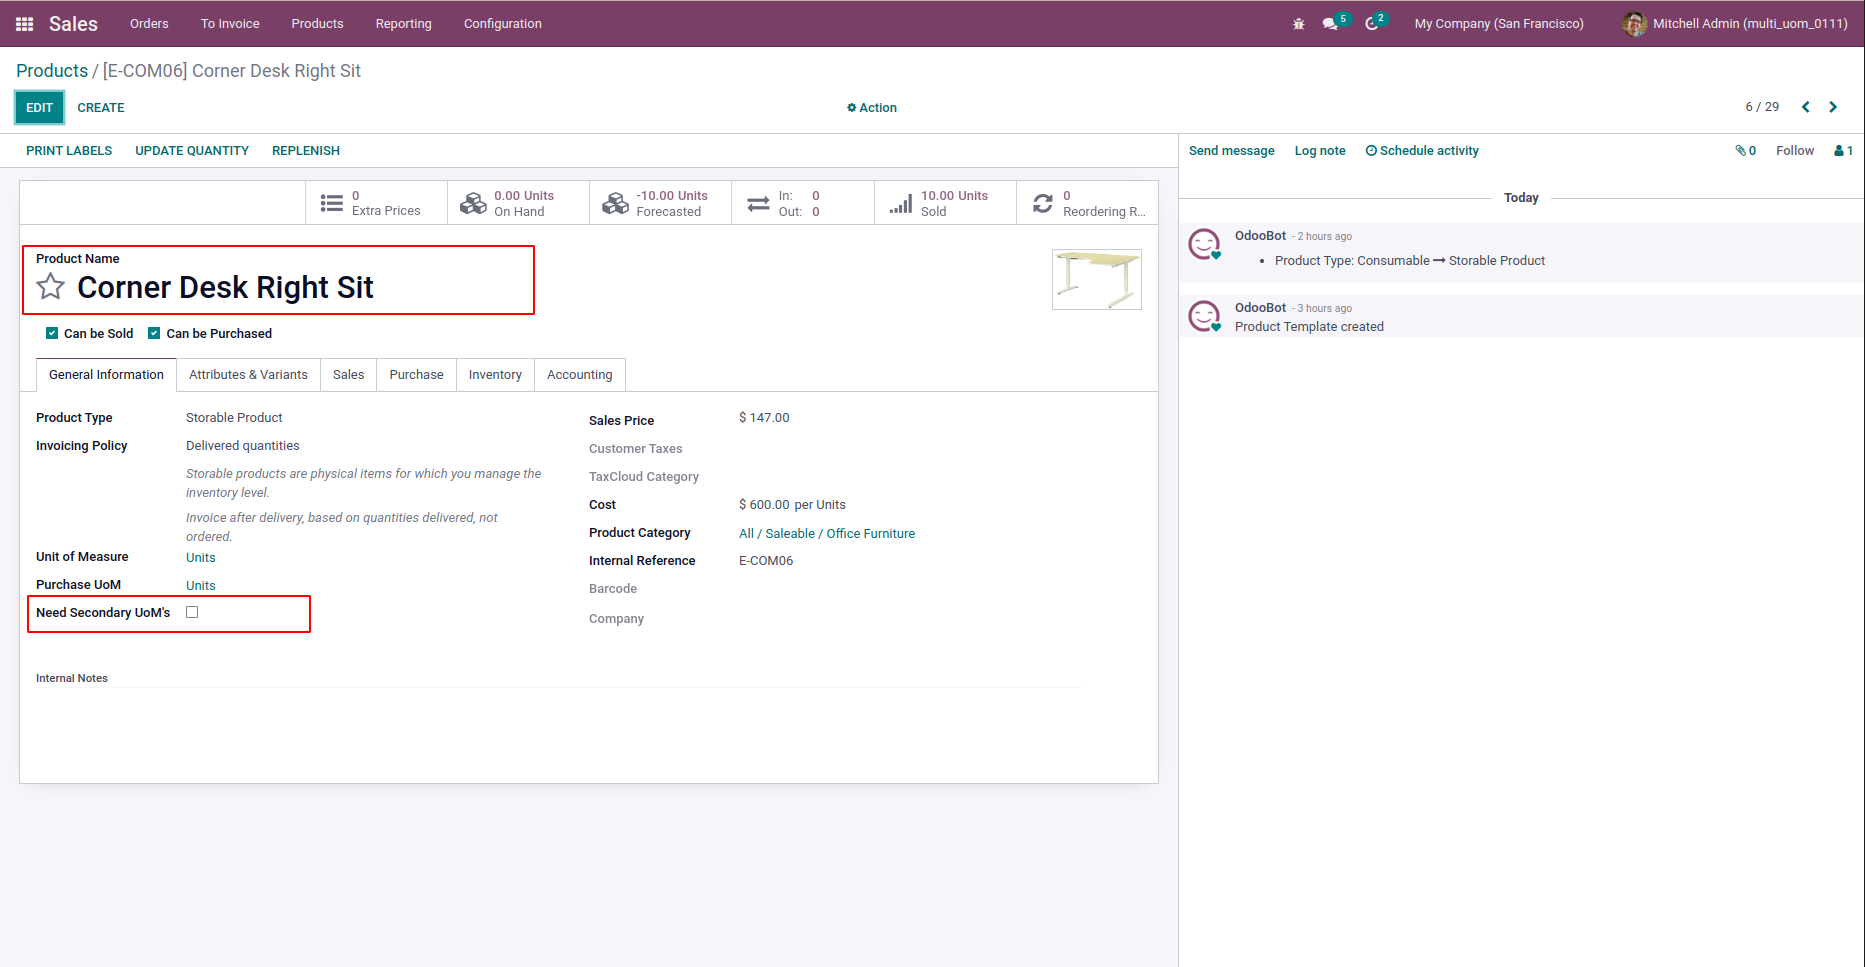 Sales Orders To Invoice Products Reporting Configuration 5 2 My Company (San Francisco) Mitchell Admin (multi_uom_0111)
Products / [E-COM06] Corner Desk Right Sit
EDIT CREATE Action 6 / 29
PRINT LABELS UPDATE QUANTITY REPLENISH
0 Extra Prices
0.00 Units On Hand
-10.00 Units Forecasted
In: 0
Out: 0
10.00 Units Sold
0 Reordering R...
Product Name
Corner Desk Right Sit
Can be Sold Can be Purchased
General Information Attributes & Variants Sales Purchase Inventory Accounting
Product Type Storable Product
Invoicing Policy Delivered quantities
Storable products are physical items for which you manage the
inventory level.
Invoice after delivery, based on quantities delivered, not
ordered.
Unit of Measure Units
Purchase UoM Units
Need Secondary UoM's
Sales Price $ 147.00
Customer Taxes
TaxCloud Category
Cost $ 600.00 per Units
Product Category All / Saleable / Office Furniture
Internal Reference E-COM06
Barcode
Company
Internal Notes
Send message Log note Schedule activity 0 Follow 1
Today
OdooBot - 2 hours ago
• Product Type: Consumable → Storable Product
OdooBot - 3 hours ago
Product Template created